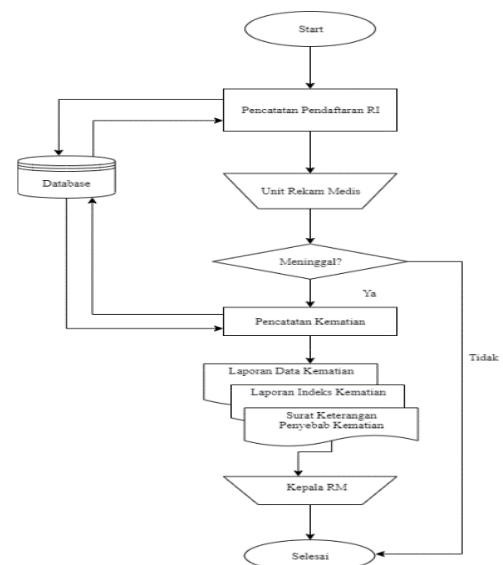 Start
Pencatatan Pendaftaran RI
Database
Unit Rekam Medis
Meninggal?
Ya
Pencatatan Kematian
Tidak
Laporan Data Kematian
Laporan Indeks Kematian
Surat Keterangan
Penyebab Kematian
Kepala RM
Selesai